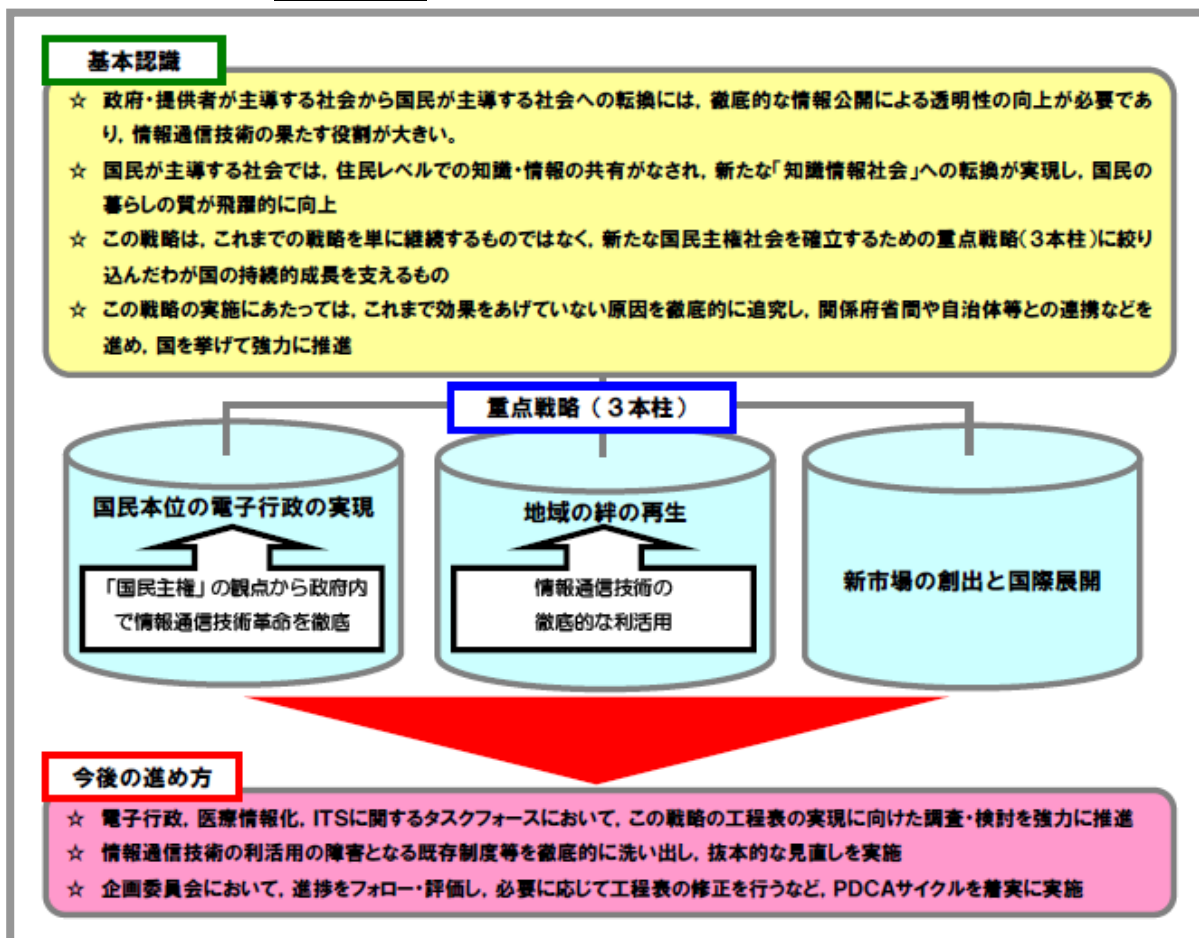 基本認識
☆ 政府・提供者が主導する社会から国民が主導する社会への転換には，徹底的な情報公開による透明性の向上が必要であ
り，情報通信技術の果たす役割が大きい。
☆ 国民が主導する社会では，住民レベルでの知識・情報の共有がなされ，新たな「知識情報社会」への転換が実現し，国民の
暮らしの質が飛躍的に向上
☆ この戦略は，これまでの戦略を単に継続するものではなく，新たな国民主権社会を確立するための重点戦略（３本柱）に絞り
込んだわが国の持続的成長を支えるもの
☆ この戦略の実施にあたっては，これまで効果をあげていない原因を徹底的に追究し，関係府省間や自治体等との連携などを
進め，国を挙げて強力に推進
重点戦略（３本柱）
国民本位の電子行政の実現
「国民主権」の観点から政府内
で情報通信技術革命を徹底
地域の絆の再生
情報通信技術の
徹底的な利活用
新市場の創出と国際展開
今後の進め方
☆ 電子行政，医療情報化，ITSに関するタスクフォースにおいて，この戦略の工程表の実現に向けた調査・検討を強力に推進
☆ 情報通信技術の利活用の障害となる既存制度等を徹底的に洗い出し，抜本的な見直しを実施
☆ 企画委員会において，進捗をフォロー・評価し，必要に応じて工程表の修正を行うなど，PDCAサイクルを着実に実施